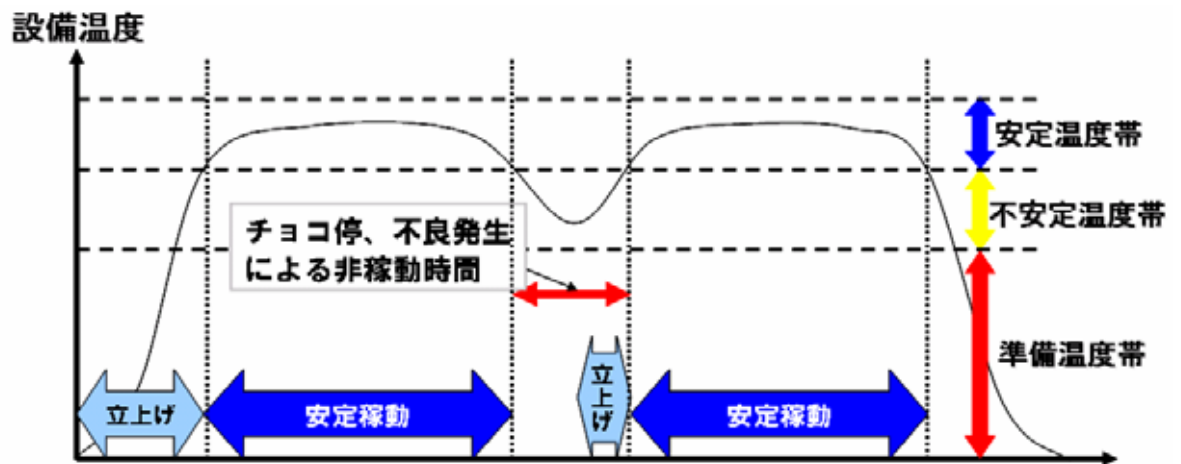 設備温度
安定温度帯
不安定温度帯
チョコ停、不良発生
による非稼動時間
準備温度帯
立上げ
安定稼動
立上げ
安定稼動